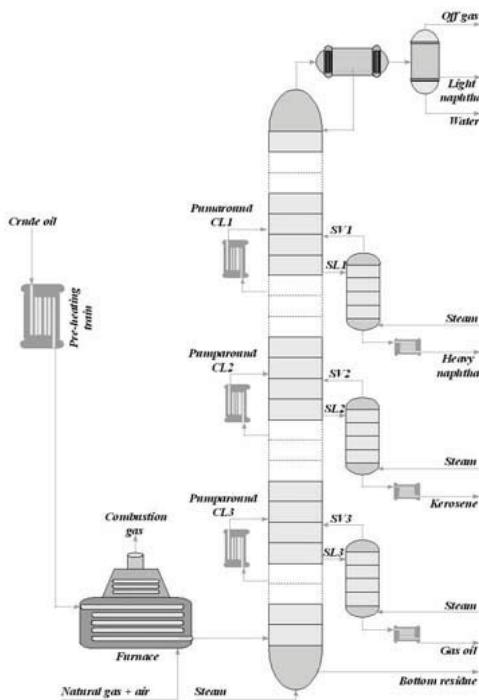 Off gas
Light
naphtha
Water
Crude oil
Pumparound
CL1
SV1
SL1
Pre-heating
train
Steam
Heavy
naphtha
Pumparound
CL2
SV2
SL2
Steam
Kerosene
Pumparound
CL3
Combustion
gas
SV3
SL3
Steam
Furnace
Gas oil
Bottom residue
Natural gas + air
Steam